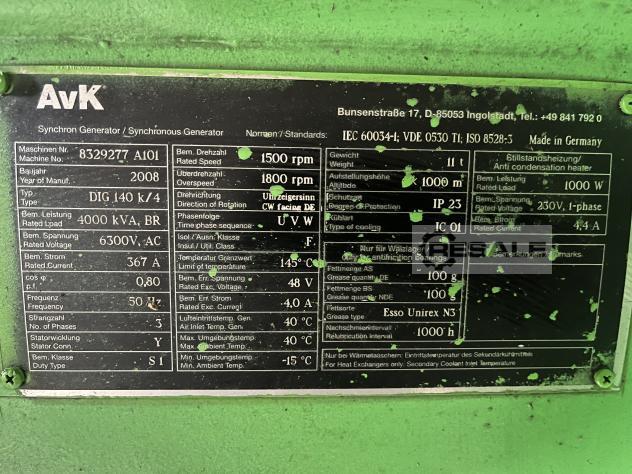 AvK
Bunsenstraße 17, D-85053 Ingolstadt, Tel.: +49 841 792 0
Synchron Generator / Synchronous Generator Normen / Standards: IEC 60034-1; VDE 0530 T1; ISO 8528-3 Made in Germany
Maschinen Nr.
Machine No. 8329277 A101
Baujahr
Year of Manuf. 2008
Typ
Type DIG 140 k/4
Bem. Leistung
Rated Load 4000 kVA, BR
Bem. Spannung
Rated Voltage 6300V, AC
Bem. Strom
Rated Current 367 A
cos φ
p.f. 0,80
Frequenz
Frequency 50 Hz
Strangzahl
No. of Phases 3
Statorwicklung
Stator Conn. Y
Bem. Klasse
Duty Type S1
Bem. Drehzahl
Rated Speed 1500 rpm
Überdrehzahl
Overspeed 1800 rpm
Drehrichtung Uhrzeigersinn
Direction of Rotation CW facing DE
Phasenfolge
Time phase sequence U V W
Isol./Ausn. Klasse
Insul./Util. Class F
Temperatur Grenzwert
Limit of temperature 145°C
Bem. Err. Spannung
Rated Exc. Voltage 48 V
Bem. Err. Strom
Rated Exc. Current 4,0 A
Lufteintrittstemp. Gen.
Air Inlet Temp. Gen. 40 °C
Max. Umgebungstemp.
Max. Ambient Temp. 40 °C
Min. Umgebungstemp.
Min. Ambient Temp. -15 °C
Gewicht
Weight 11 t
Aufstellungshöhe
Altitude < 1000 m
Schutzgrad
Degree of Protection IP 23
Kühlart
Type of cooling IC 01
Nur für Wälzlager
Only for antifriction bearings
Fettmenge AS
Grease quantity DE 100 g
Fettmenge BS
Grease quantity NDE 100 g
Fettsorte
Grease type Esso Unirex N3
Nachschmierintervall
Relubrication interval 1000 h
Nur bei Wärmetauschern: Eintrittstemperatur des Sekundärkühlmittels
For Heat Exchangers only: Secondary Coolant Inlet Temperature
Stillstandsheizung/
Anti condensation heater
Bem. Leistung
Rated Load 1000 W
Bem. Spannung
Rated Voltage 230V, 1-phase
Bem. Strom
Rated Current 4,4 A
RESALE